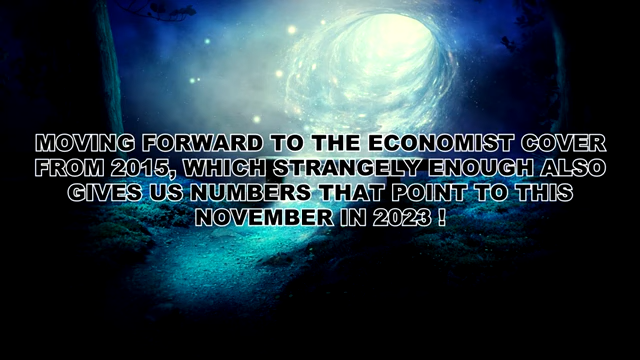 MOVING FORWARD TO THE ECONOMIST COVER
FROM 2015, WHICH STRANGELY ENOUGH ALSO
GIVES US NUMBERS THAT POINT TO THIS
NOVEMBER IN 2023 !